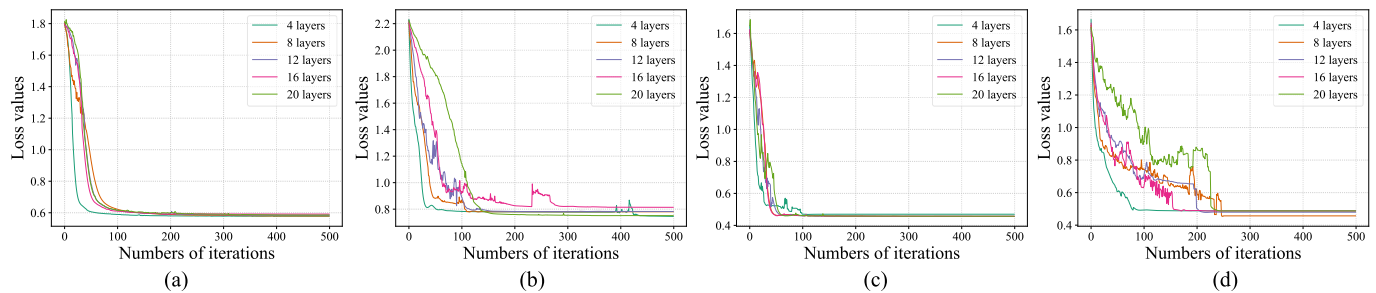 Loss values
1.8
1.6
1.4
1.2
1.0
0.8
0.6
4 layers
8 layers
12 layers
16 layers
20 layers
0
100
200
300
400
500
Numbers of iterations
(a)
Loss values
2.2
2.0
1.8
1.6
1.4
1.2
1.0
0.8
4 layers
8 layers
12 layers
16 layers
20 layers
0
100
200
300
400
500
Numbers of iterations
(b)
Loss values
1.6
1.4
1.2
1.0
0.8
0.6
0.4
4 layers
8 layers
12 layers
16 layers
20 layers
0
100
200
300
400
500
Numbers of iterations
(c)
Loss values
1.6
1.4
1.2
1.0
0.8
0.6
0.4
4 layers
8 layers
12 layers
16 layers
20 layers
0
100
200
300
400
500
Numbers of iterations
(d)